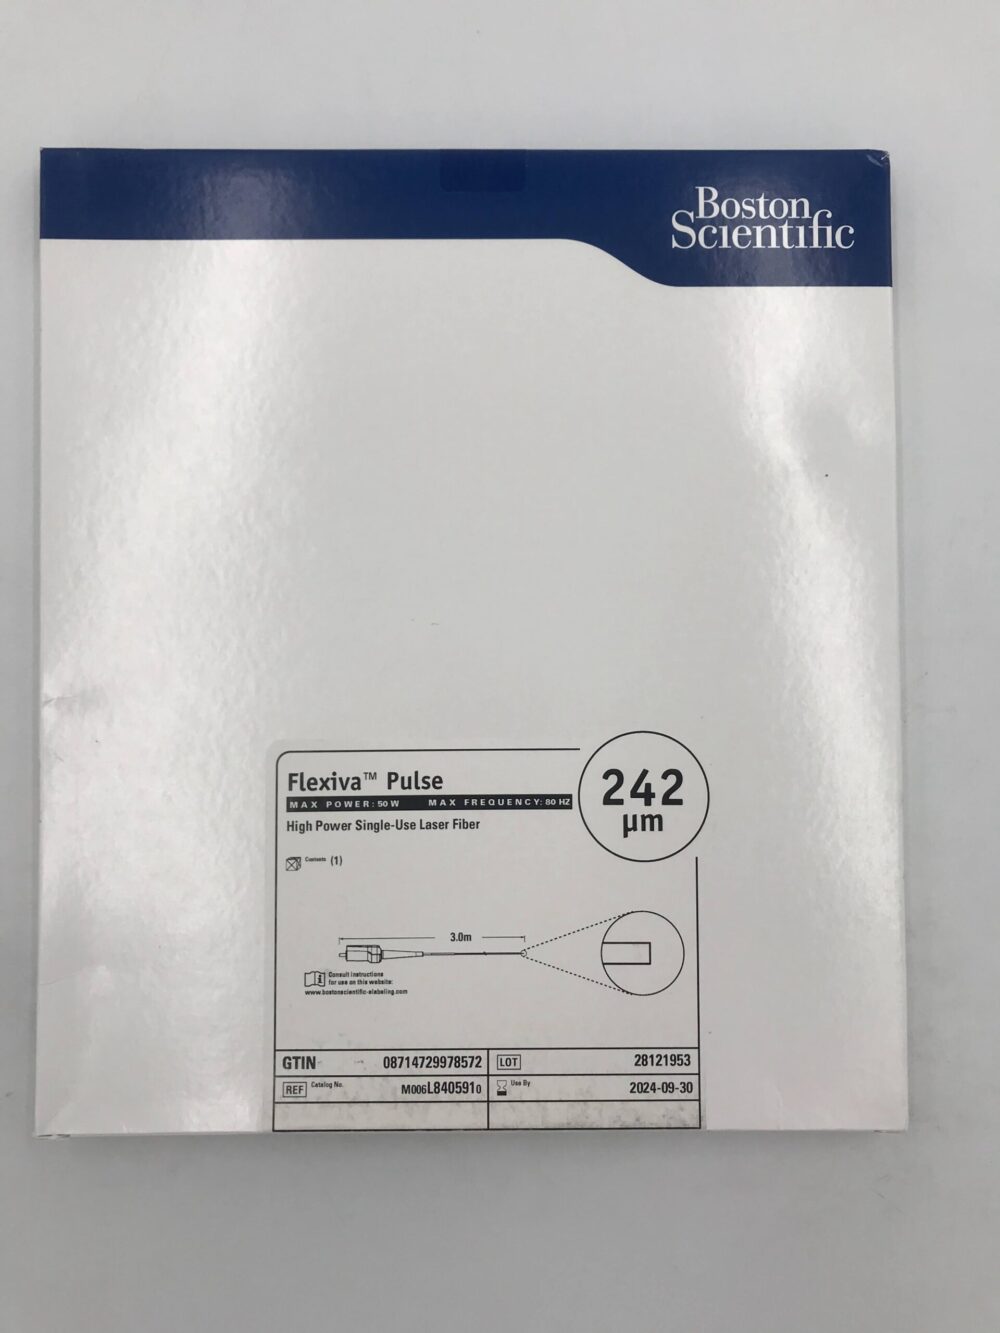 Boston
Scientific
Flexiva™ Pulse
MAX POWER: 50 W MAX FREQUENCY: 80 HZ
242
µm
High Power Single-Use Laser Fiber
Contents (1)
3.0m
Consult instructions
for use on this website:
www.bostonscientific-elabeling.com
GTIN 08714729978572 LOT 28121953
REF Catalog No. M006L8405910 Use By 2024-09-30